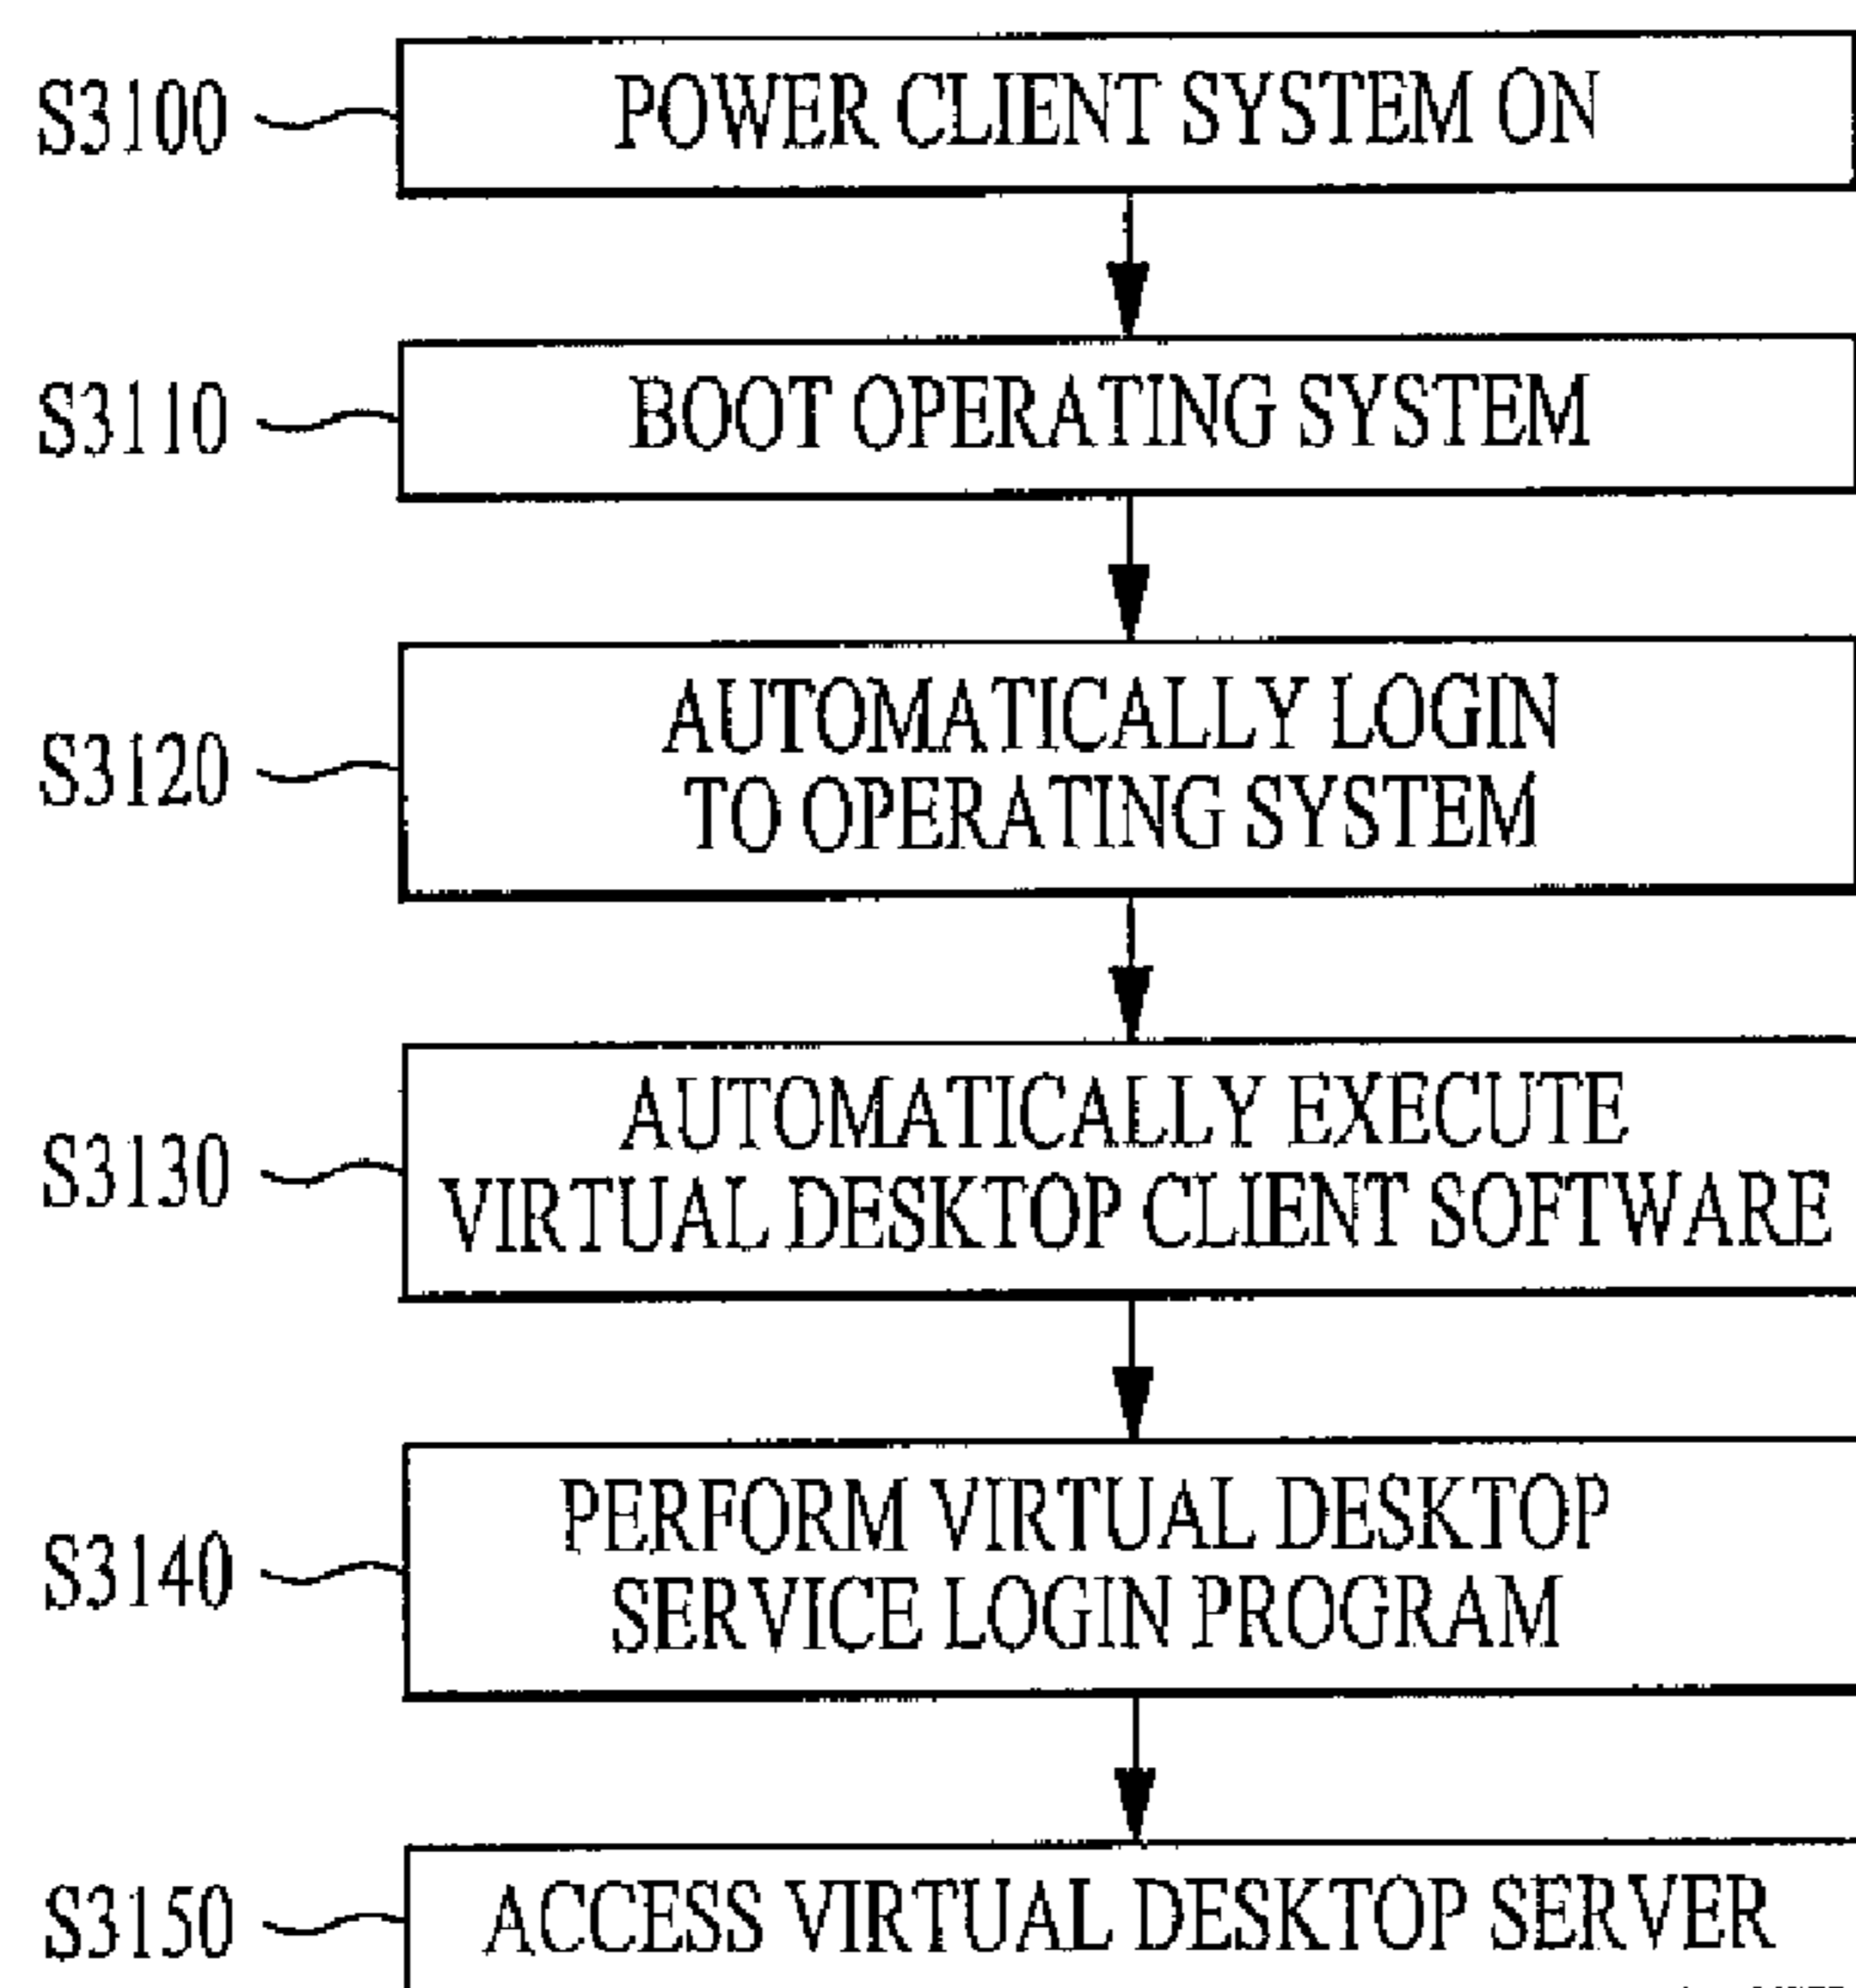 S3100 POWER CLIENT SYSTEM ON
S3110 BOOT OPERATING SYSTEM
S3120 AUTOMATICALLY LOGIN
TO OPERATING SYSTEM
S3130 AUTOMATICALLY EXECUTE
VIRTUAL DESKTOP CLIENT SOFTWARE
S3140 PERFORM VIRTUAL DESKTOP
SERVICE LOGIN PROGRAM
S3150 ACCESS VIRTUAL DESKTOP SERVER